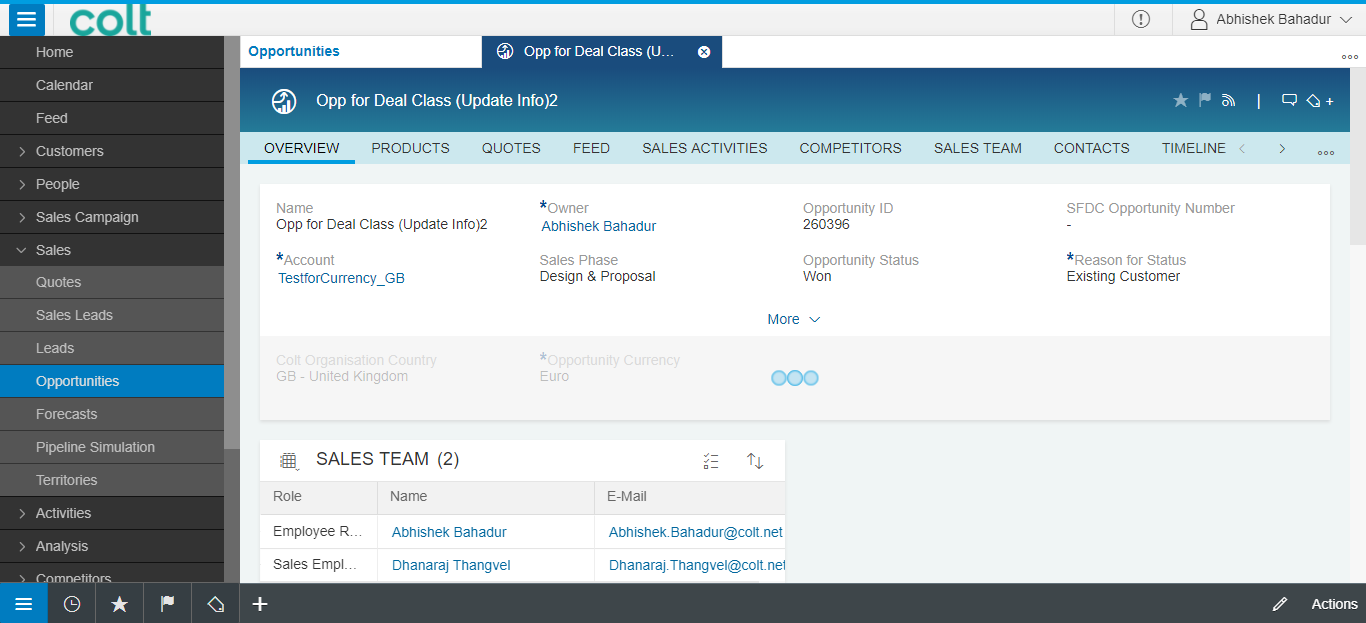 colt
Abhishek Bahadur
Home
Calendar
Feed
Customers
People
Sales Campaign
Sales
Quotes
Sales Leads
Leads
Opportunities
Forecasts
Pipeline Simulation
Territories
Activities
Analysis
Competitors
Opportunities
Opp for Deal Class (U...
Opp for Deal Class (Update Info)2
OVERVIEW PRODUCTS QUOTES FEED SALES ACTIVITIES COMPETITORS SALES TEAM CONTACTS TIMELINE
Name *Owner Opportunity ID SFDC Opportunity Number
Opp for Deal Class (Update Info)2 Abhishek Bahadur 260396 -
*Account Sales Phase Opportunity Status *Reason for Status
TestforCurrency_GB Design & Proposal Won Existing Customer
More
Colt Organisation Country *Opportunity Currency
GB - United Kingdom Euro
SALES TEAM (2)
Role Name E-Mail
Employee R... Abhishek Bahadur Abhishek.Bahadur@colt.net
Sales Empl... Dhanaraj Thangvel Dhanaraj.Thangvel@colt.net
Actions